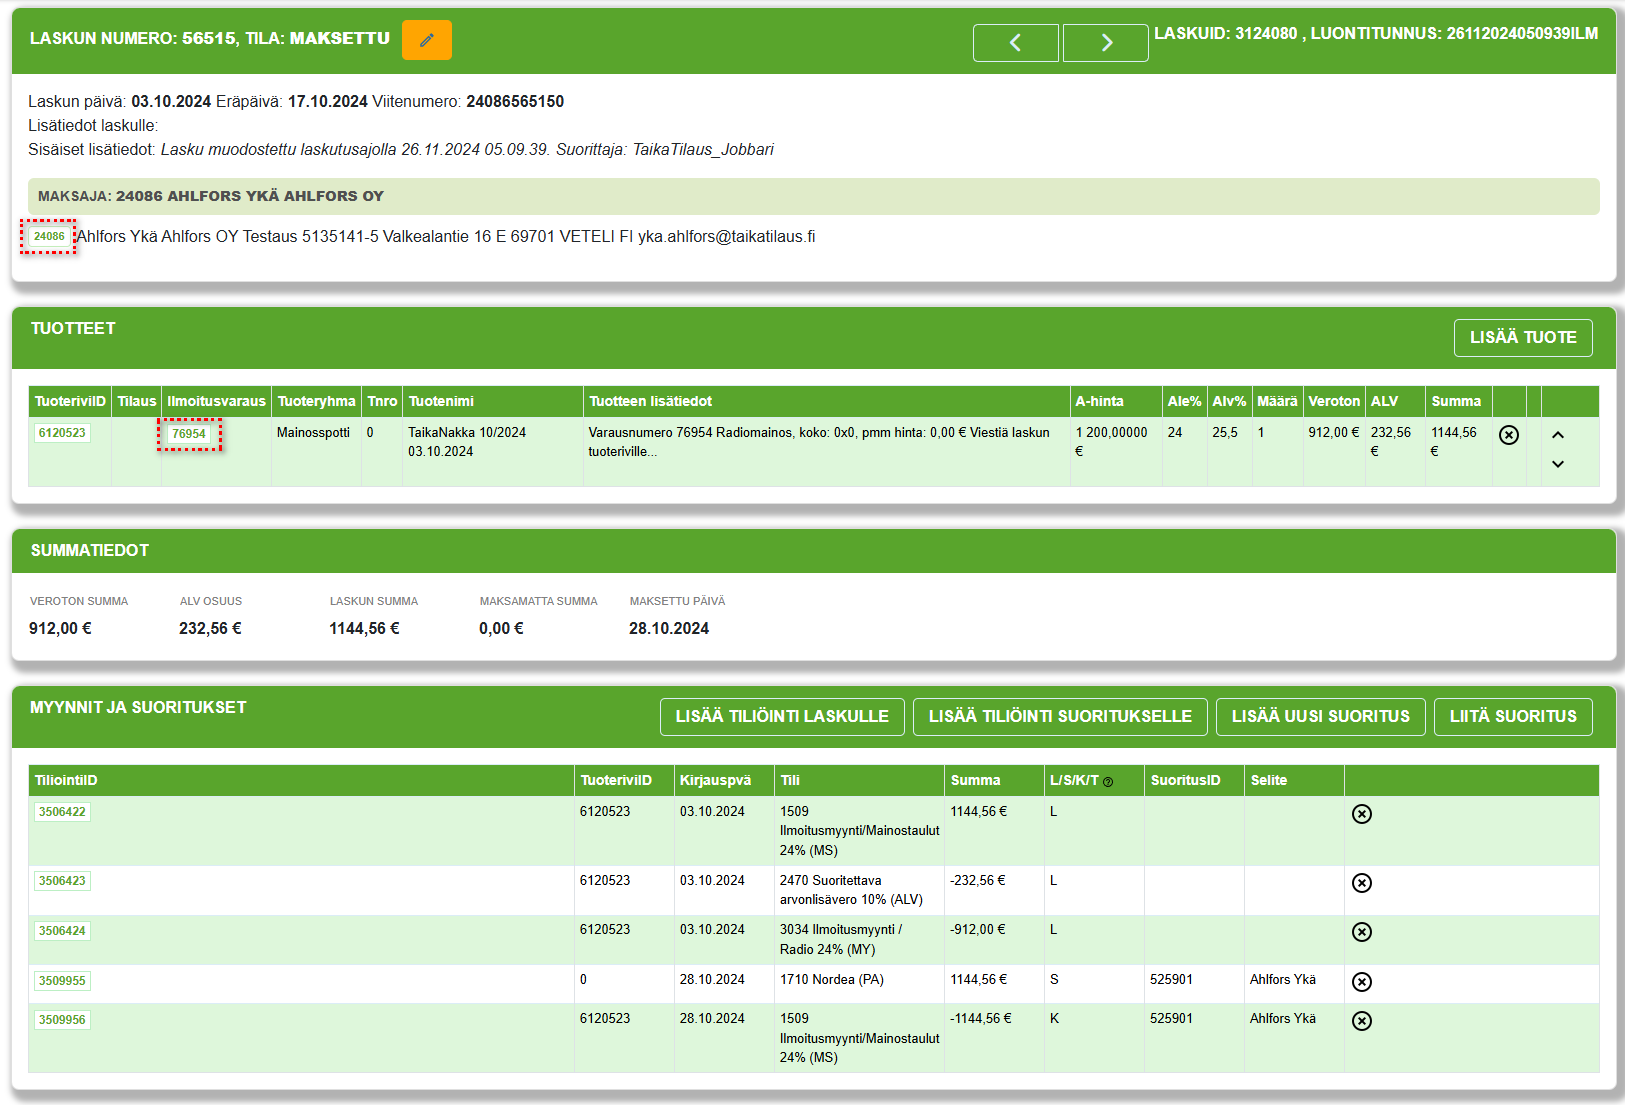 LASKUN NUMERO: 56515, TILA: MAKSETTU
LASKUID: 3124080 , LUONTITUNNUS: 26112024050939ILM
Laskun päivä: 03.10.2024 Eräpäivä: 17.10.2024 Viitenumero: 24086565150
Lisätiedot laskulle:
Sisäiset lisätiedot: Lasku muodostettu laskutusajolla 26.11.2024 05.09.39. Suorittaja: TaikaTilaus_Jobbari
MAKSAJA: 24086 AHLFORS YKÄ AHLFORS OY
24086 Ahlfors Ykä Ahlfors OY Testaus 5135141-5 Valkealantie 16 E 69701 VETELI FI yka.ahlfors@taikatilaus.fi
TUOTTEET
LISÄÄ TUOTE
TuoteriviID Tilaus Ilmoitusvaraus Tuoteryhma Tnro Tuotenimi Tuotteen lisätiedot A-hinta Ale% Alv% Määrä Veroton ALV Summa
6120523 76954 Mainosspotti 0 TaikaNakka 10/2024 Varausnumero 76954 Radiomainos, koko: 0x0, pmm hinta: 0,00 € Viestiä laskun 1 200,00000 24 25,5 1 912,00 € 232,56 1144,56
03.10.2024 tuoteriville... € € €
SUMMATIEDOT
VEROTON SUMMA ALV OSUUS LASKUN SUMMA MAKSAMATTA SUMMA MAKSETTU PÄIVÄ
912,00 € 232,56 € 1144,56 € 0,00 € 28.10.2024
MYYNNIT JA SUORITUKSET
LISÄÄ TILIÖINTI LASKULLE LISÄÄ TILIÖINTI SUORITUKSELLE LISÄÄ UUSI SUORITUS LIITÄ SUORITUS
TiliointiID TuoteriviID Kirjauspvä Tili Summa L/S/K/T SuoritusID Selite
3506422 6120523 03.10.2024 1509 1144,56 € L
Ilmoitusmyynti/Mainostaulut
24% (MS)
3506423 6120523 03.10.2024 2470 Suoritettava -232,56 € L
arvonlisävero 10% (ALV)
3506424 6120523 03.10.2024 3034 Ilmoitusmyynti / -912,00 € L
Radio 24% (MY)
3509955 0 28.10.2024 1710 Nordea (PA) 1144,56 € S 525901 Ahlfors Ykä
3509956 6120523 28.10.2024 1509 -1144,56 € K 525901 Ahlfors Ykä
Ilmoitusmyynti/Mainostaulut
24% (MS)